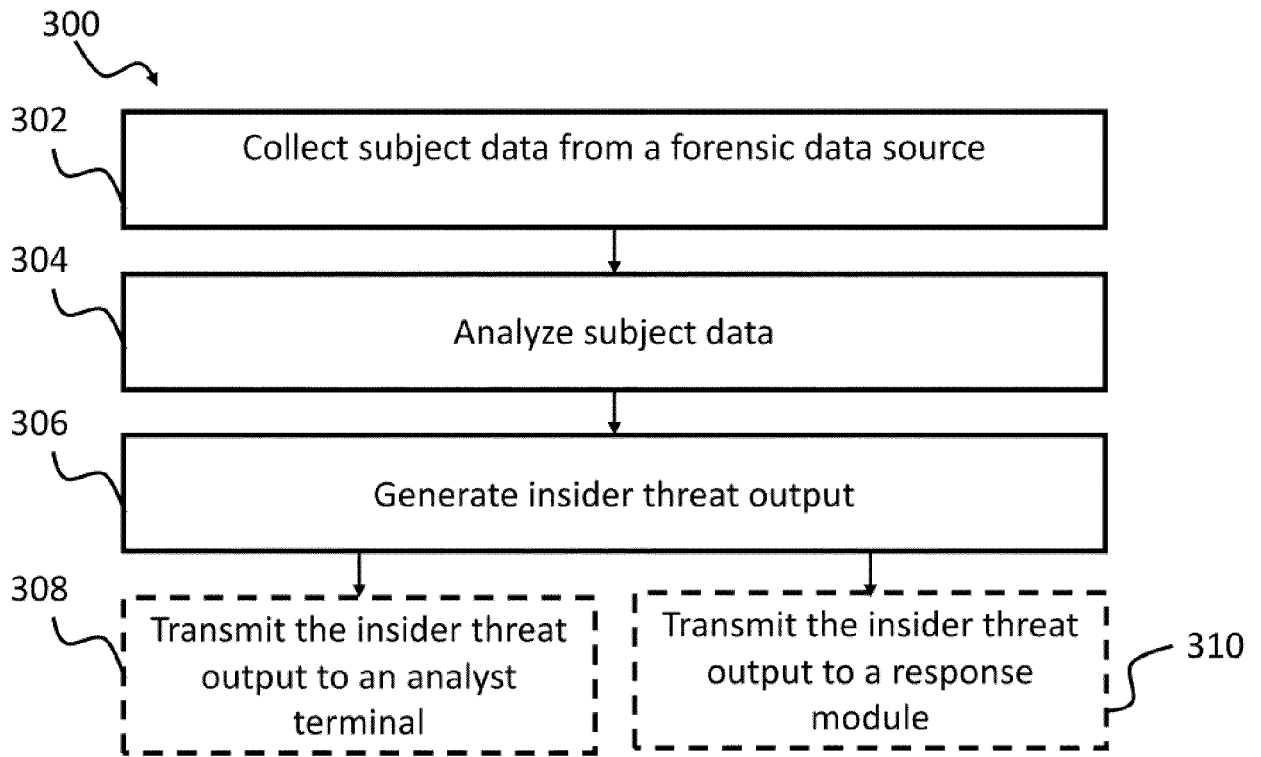 300
302
Collect subject data from a forensic data source
304
Analyze subject data
306
Generate insider threat output
308
Transmit the insider threat
output to an analyst
terminal
Transmit the insider threat
output to a response
module
310